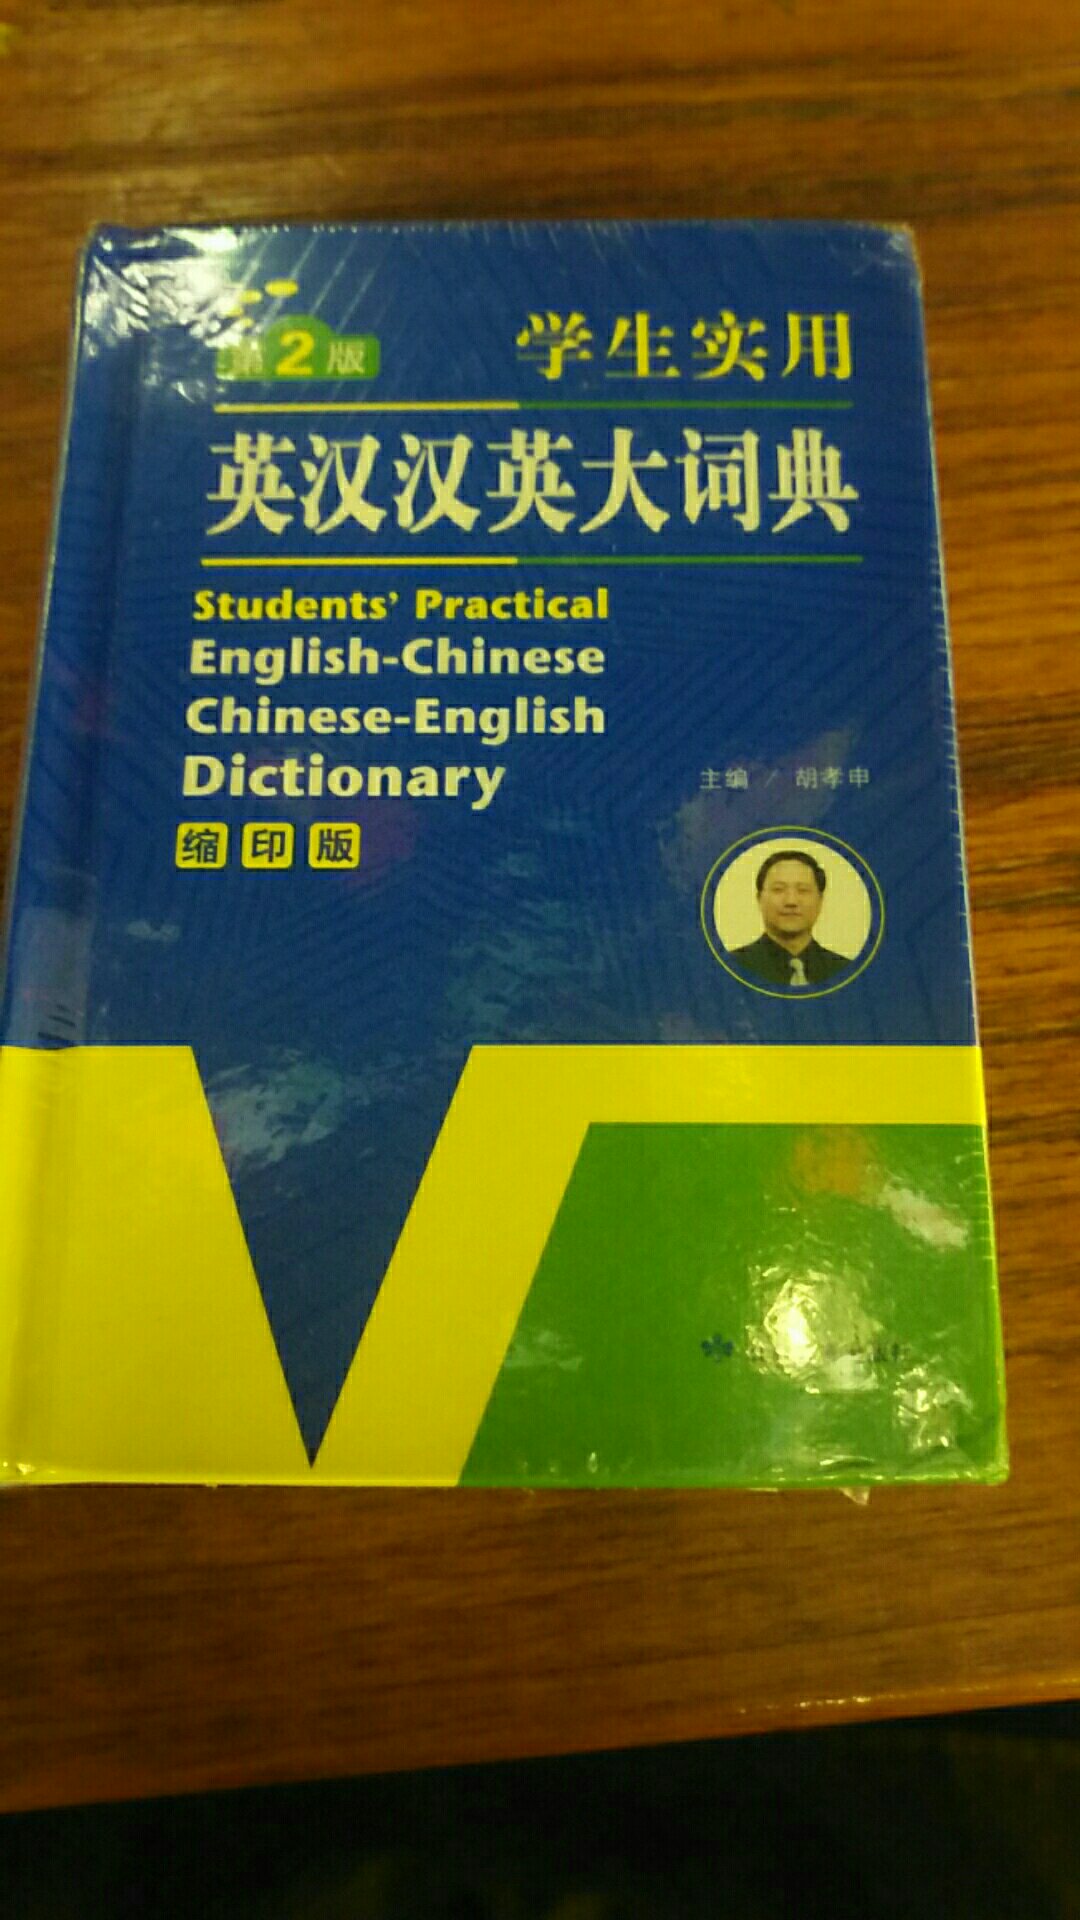 第2版
学生实用
英汉汉英大词典
Students' Practical
English-Chinese
Chinese-English
Dictionary
主编 / 胡孝申
缩印版